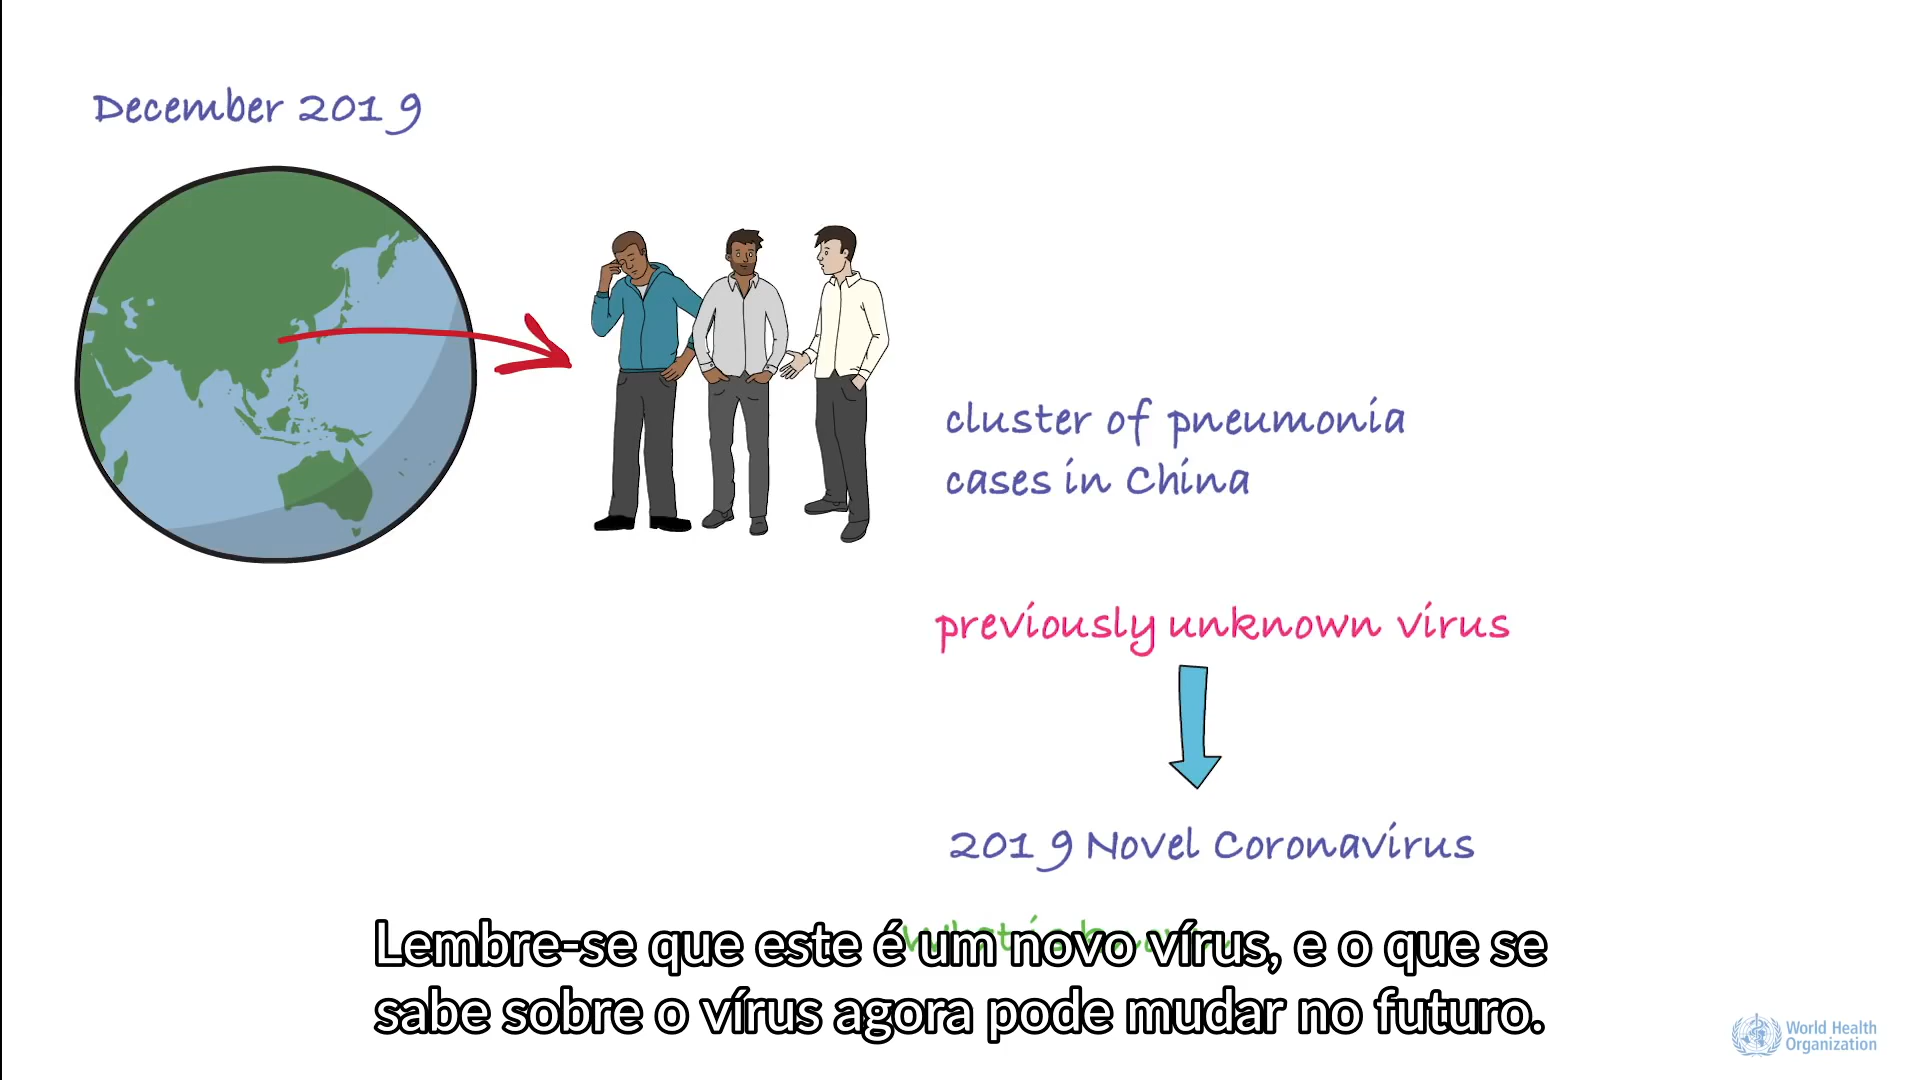 December 2019
cluster of pneumonia
cases in China
previously unknown virus
2019 Novel Coronavirus
Lembre-se que este é um novo vírus, e o que se
sabe sobre o vírus agora pode mudar no futuro.
World Health
Organization